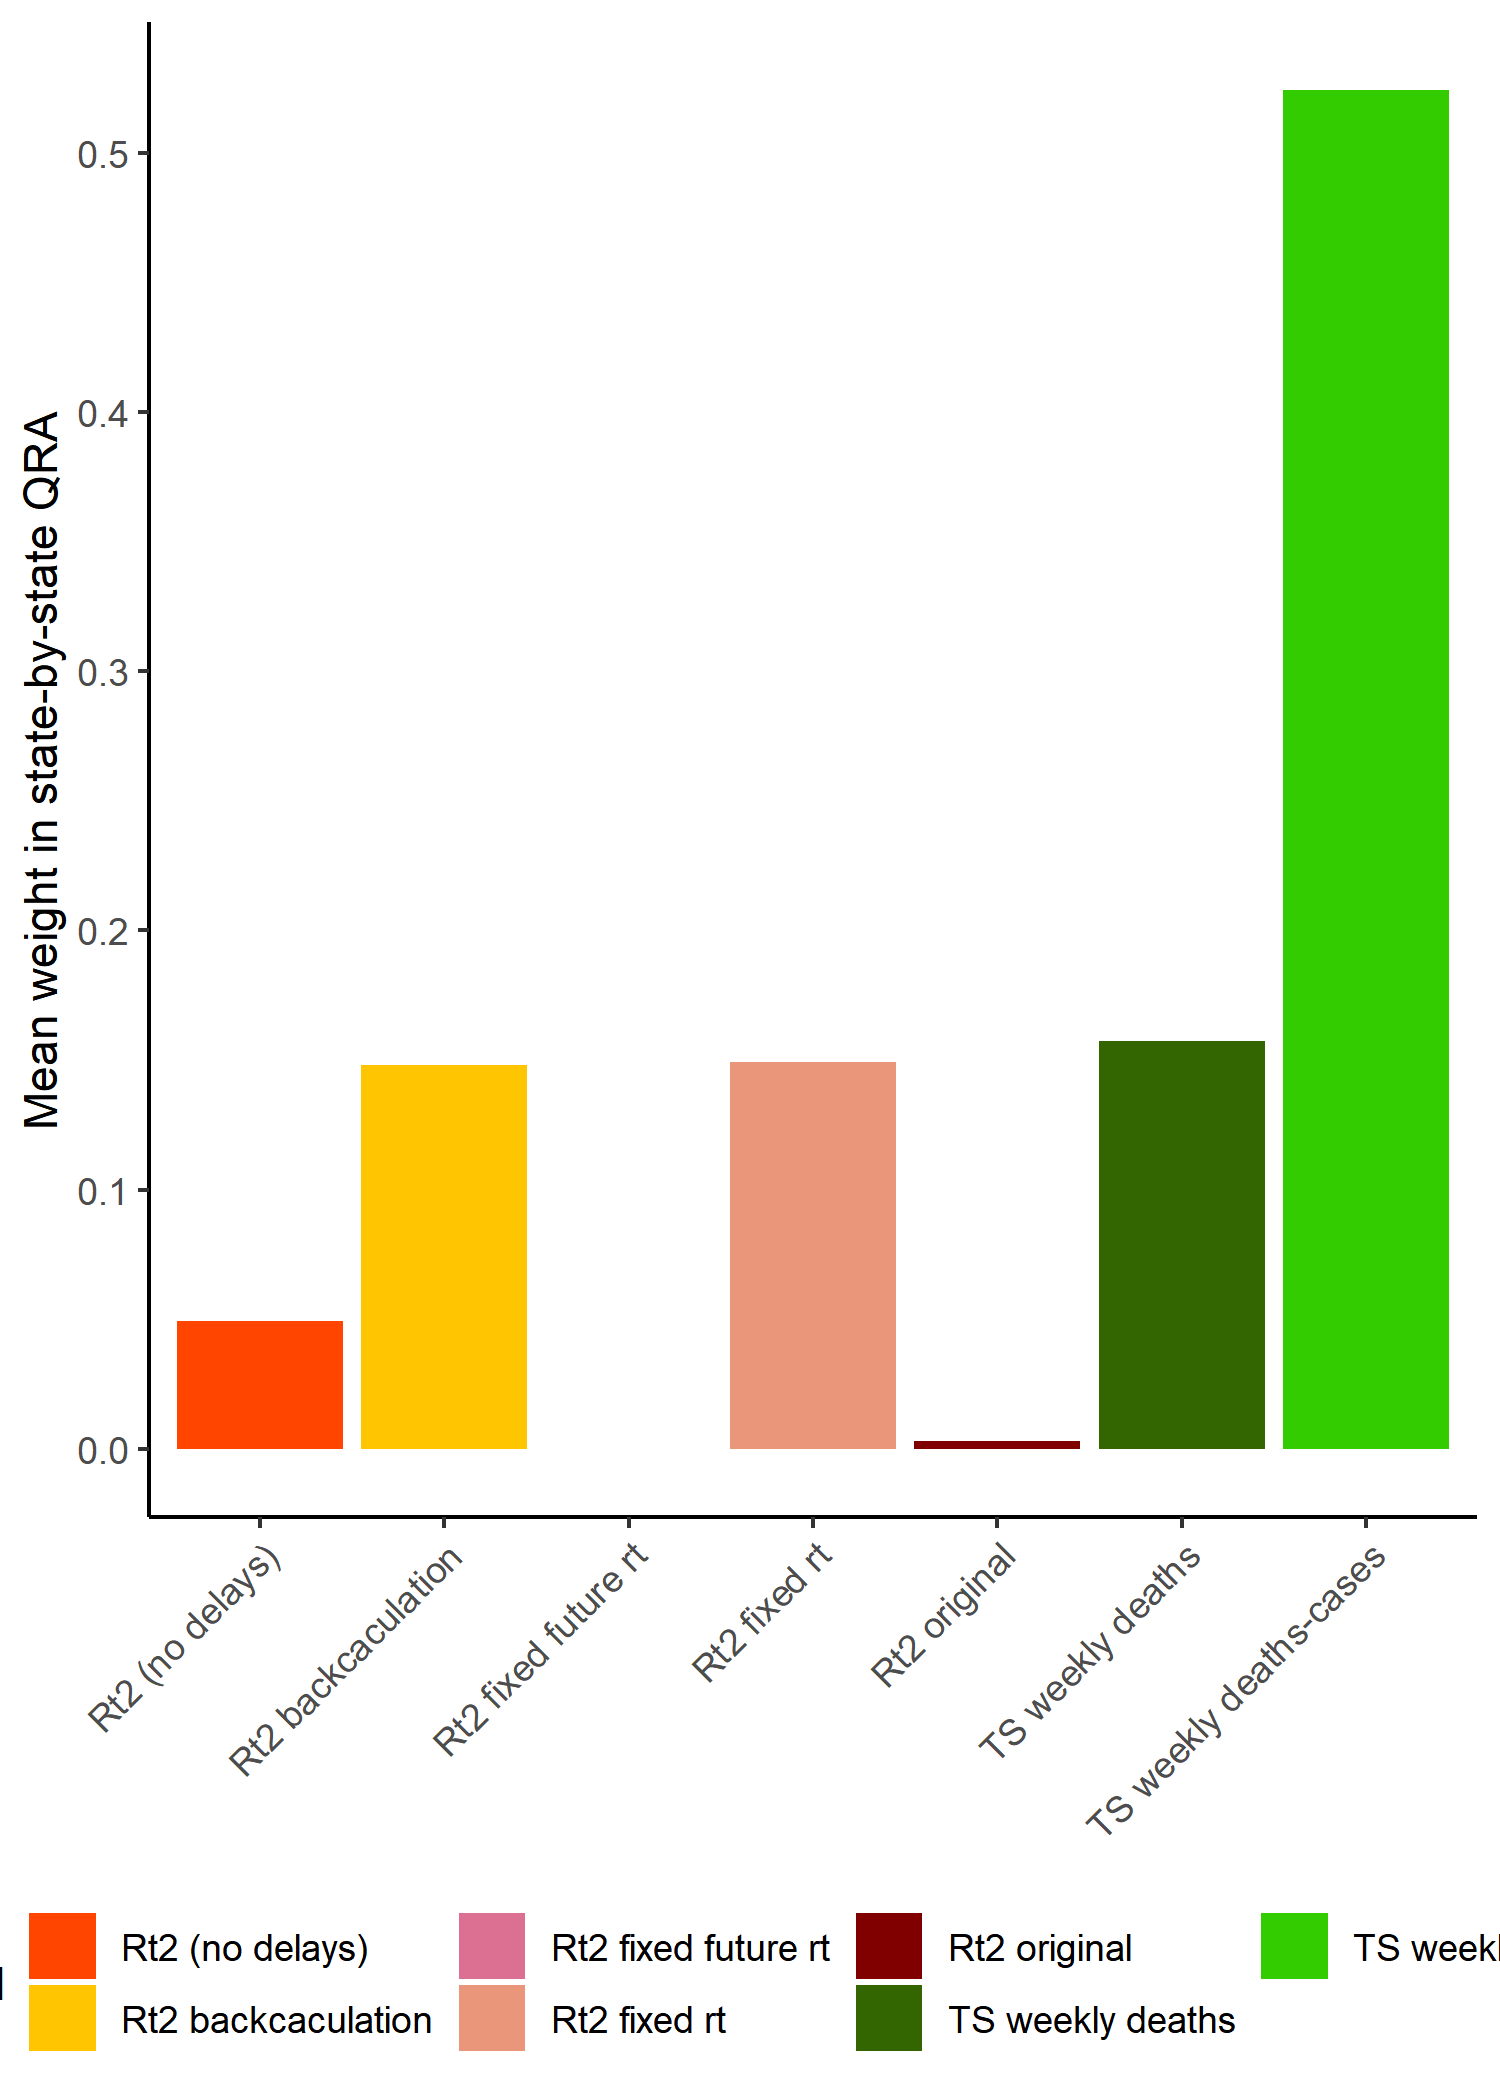 Mean weight in state-by-state QRA
0.5
0.4
0.3
0.2
0.1
0.0
Rt2 (no delays)
Rt2 backcaculation
Rt2 fixed future rt
Rt2 fixed rt
Rt2 original
TS weekly deaths
TS weekly deaths-cases
Rt2 (no delays)
Rt2 fixed future rt
Rt2 original
TS weekl
Rt2 backcaculation
Rt2 fixed rt
TS weekly deaths